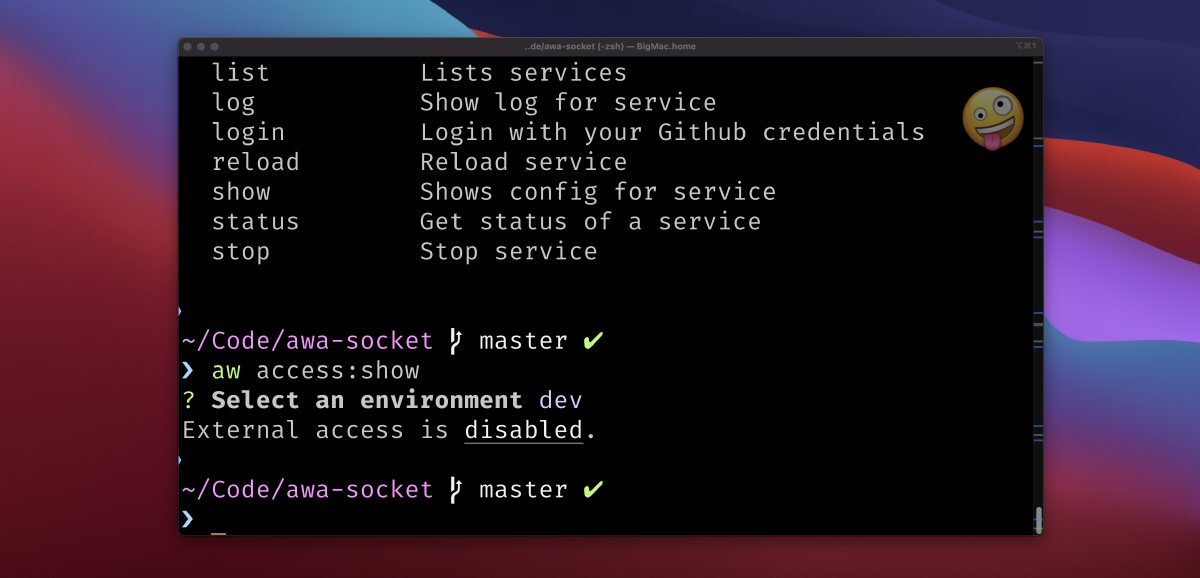 ..de/awa-socket (-zsh) — BigMac.home ⌥⌘1
list Lists services
log Show log for service
login Login with your Github credentials
reload Reload service
show Shows config for service
status Get status of a service
stop Stop service
~/Code/awa-socket master ✔
❯ aw access:show
? Select an environment dev
External access is disabled.
~/Code/awa-socket master ✔
❯ _